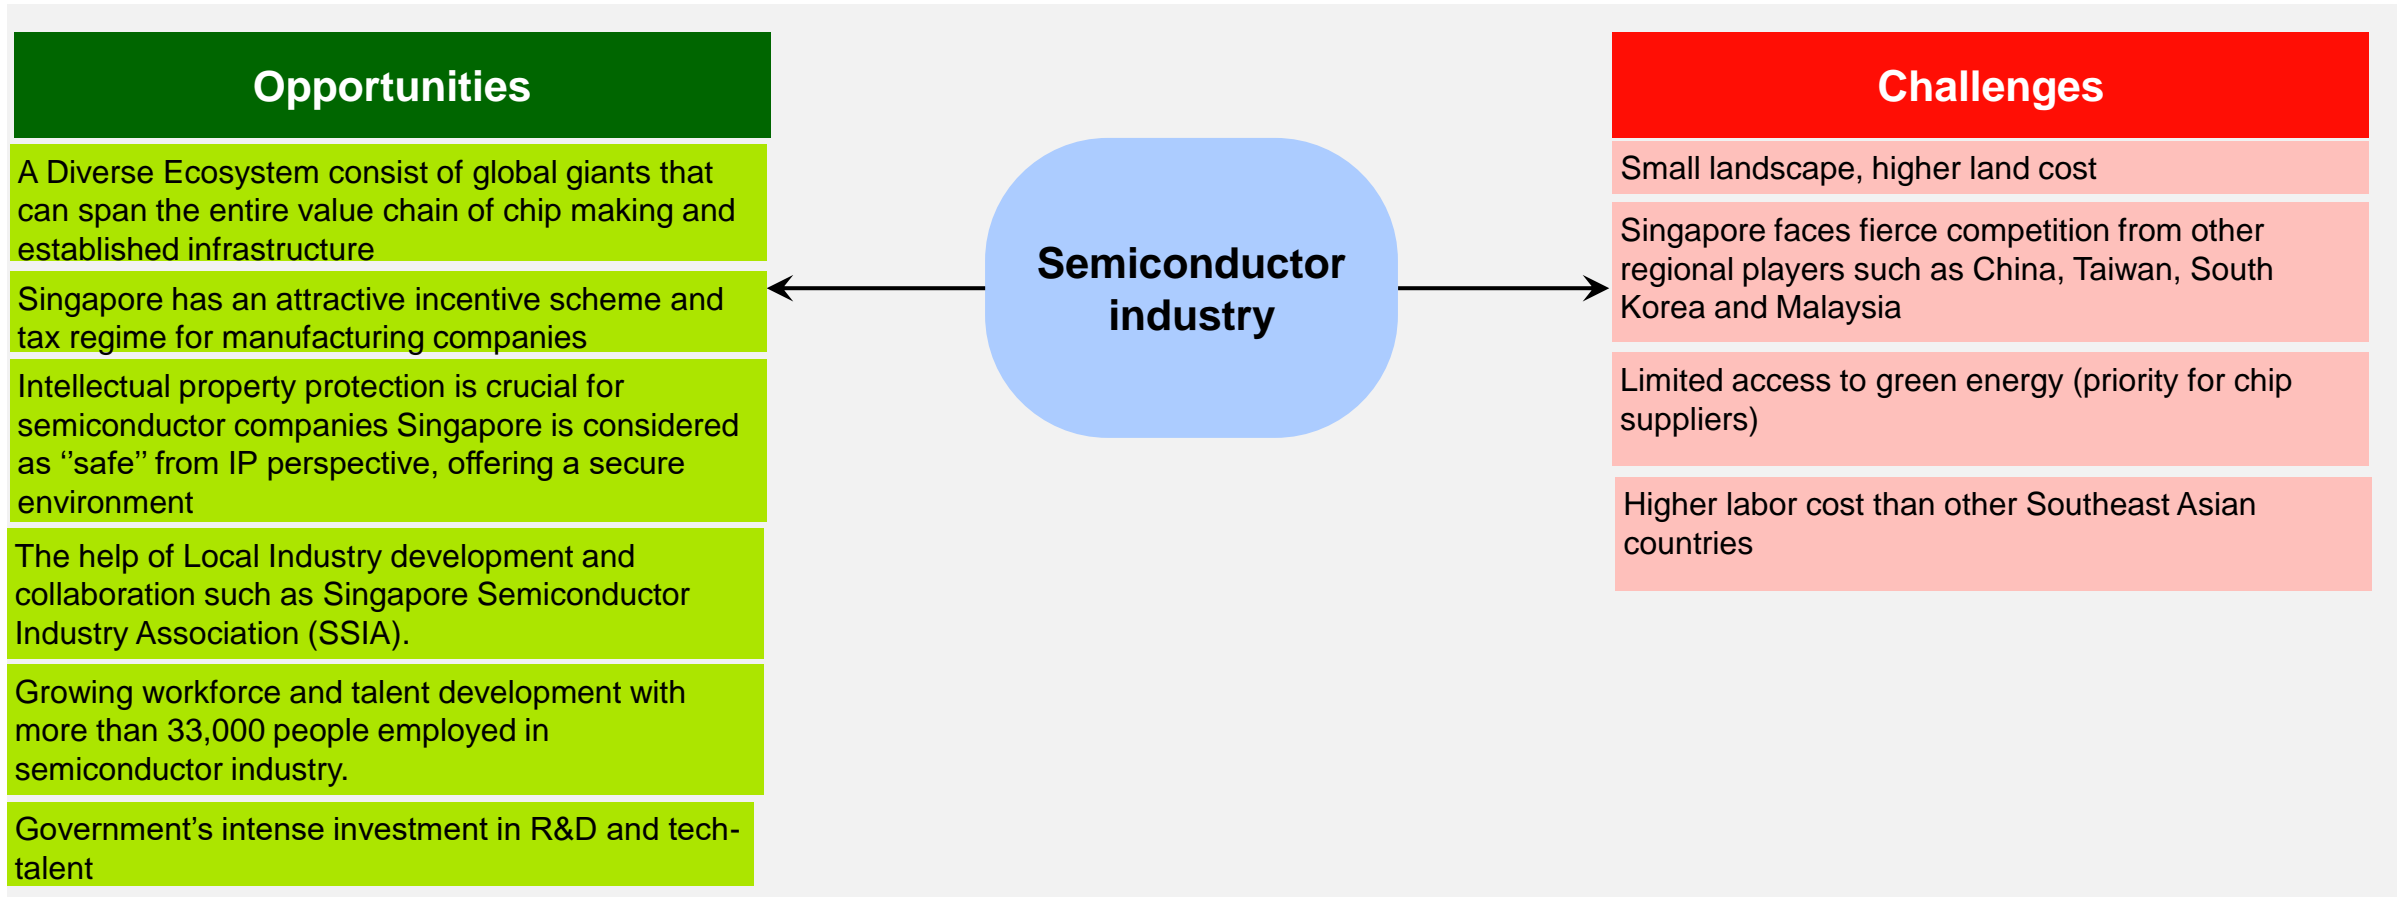 Opportunities
A Diverse Ecosystem consist of global giants that
can span the entire value chain of chip making and
established infrastructure
Singapore has an attractive incentive scheme and
tax regime for manufacturing companies
Intellectual property protection is crucial for
semiconductor companies Singapore is considered
as ‘’safe’’ from IP perspective, offering a secure
environment
The help of Local Industry development and
collaboration such as Singapore Semiconductor
Industry Association (SSIA).
Growing workforce and talent development with
more than 33,000 people employed in
semiconductor industry.
Government’s intense investment in R&D and tech-
talent
Semiconductor
industry
Challenges
Small landscape, higher land cost
Singapore faces fierce competition from other
regional players such as China, Taiwan, South
Korea and Malaysia
Limited access to green energy (priority for chip
suppliers)
Higher labor cost than other Southeast Asian
countries